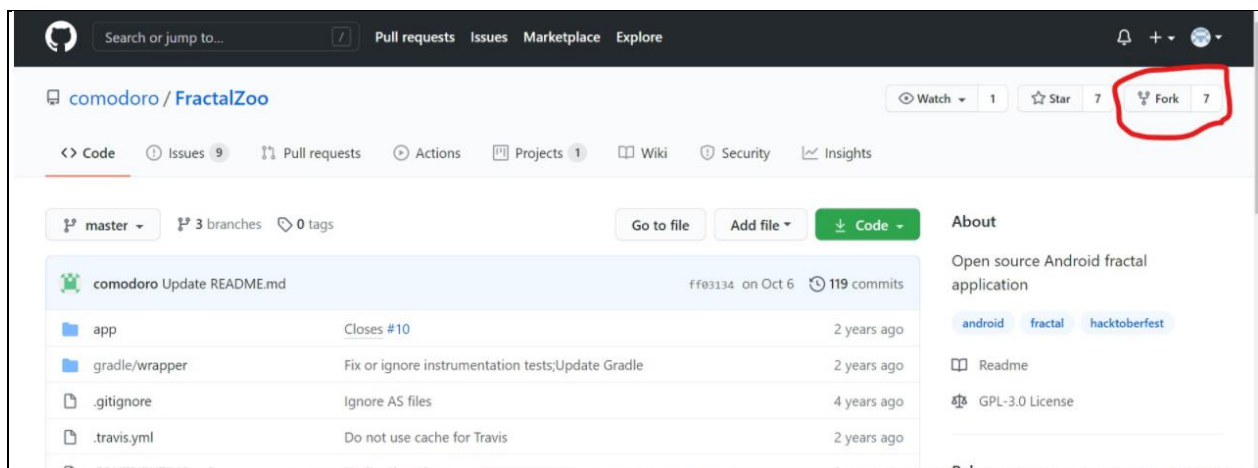 Search or jump to... / Pull requests Issues Marketplace Explore
comodoro / FractalZoo Watch 1 Star 7 Fork 7
<> Code Issues 9 Pull requests Actions Projects 1 Wiki Security Insights
master 3 branches 0 tags Go to file Add file Code
About
comodoro Update README.md ff03134 on Oct 6 119 commits
Open source Android fractal
application
app Closes #10 2 years ago
android fractal hacktoberfest
gradle/wrapper Fix or ignore instrumentation tests;Update Gradle 2 years ago
Readme
.gitignore Ignore AS files 4 years ago
GPL-3.0 License
.travis.yml Do not use cache for Travis 2 years ago